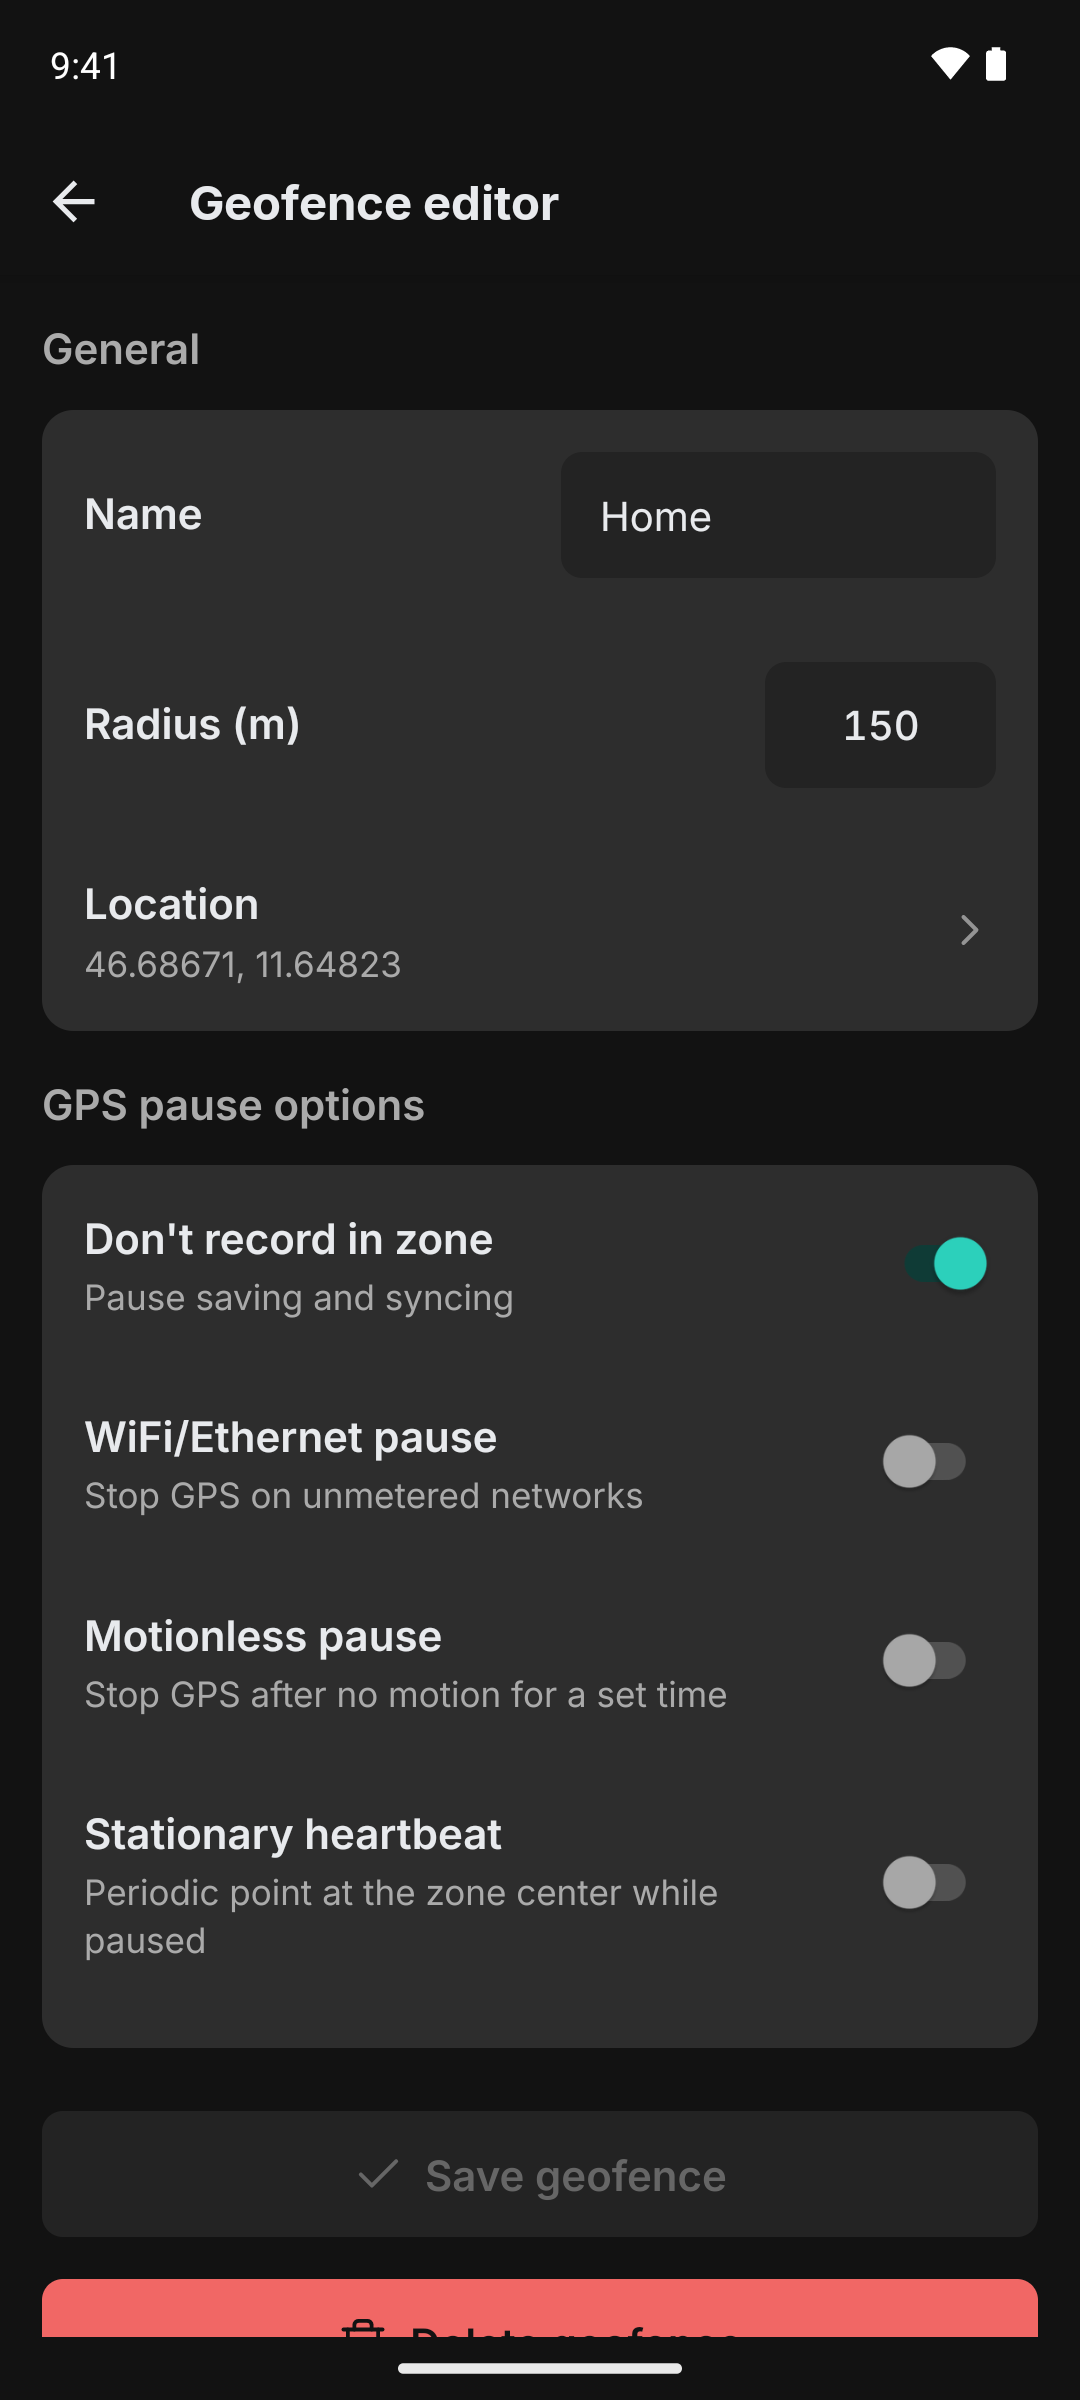 9:41
Geofence editor
General
Name
Home
Radius (m)
150
Location
46.68671, 11.64823
GPS pause options
Don't record in zone
Pause saving and syncing
WiFi/Ethernet pause
Stop GPS on unmetered networks
Motionless pause
Stop GPS after no motion for a set time
Stationary heartbeat
Periodic point at the zone center while
paused
Save geofence
Delete geofence